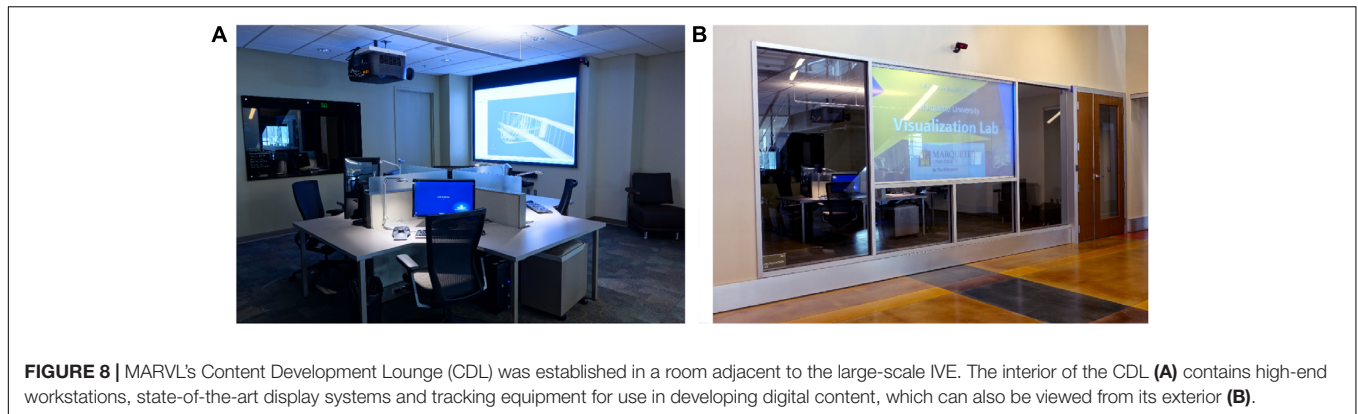 A
B
University
Visualization Lab
MARQUETTE
FIGURE 8 | MARVL's Content Development Lounge (CDL) was established in a room adjacent to the large-scale IVE. The interior of the CDL (A) contains high-end
workstations, state-of-the-art display systems and tracking equipment for use in developing digital content, which can also be viewed from its exterior (B).